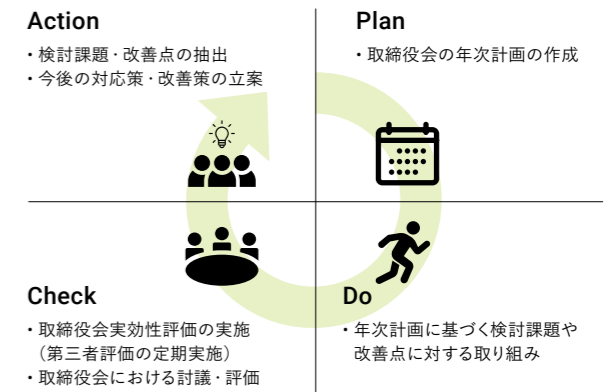 Action
・検討課題・改善点の抽出
・今後の対応策・改善策の立案
Plan
・取締役会の年次計画の作成
Check
・取締役会実効性評価の実施
（第三者評価の定期実施）
・取締役会における討議・評価
Do
・年次計画に基づく検討課題や
改善点に対する取り組み